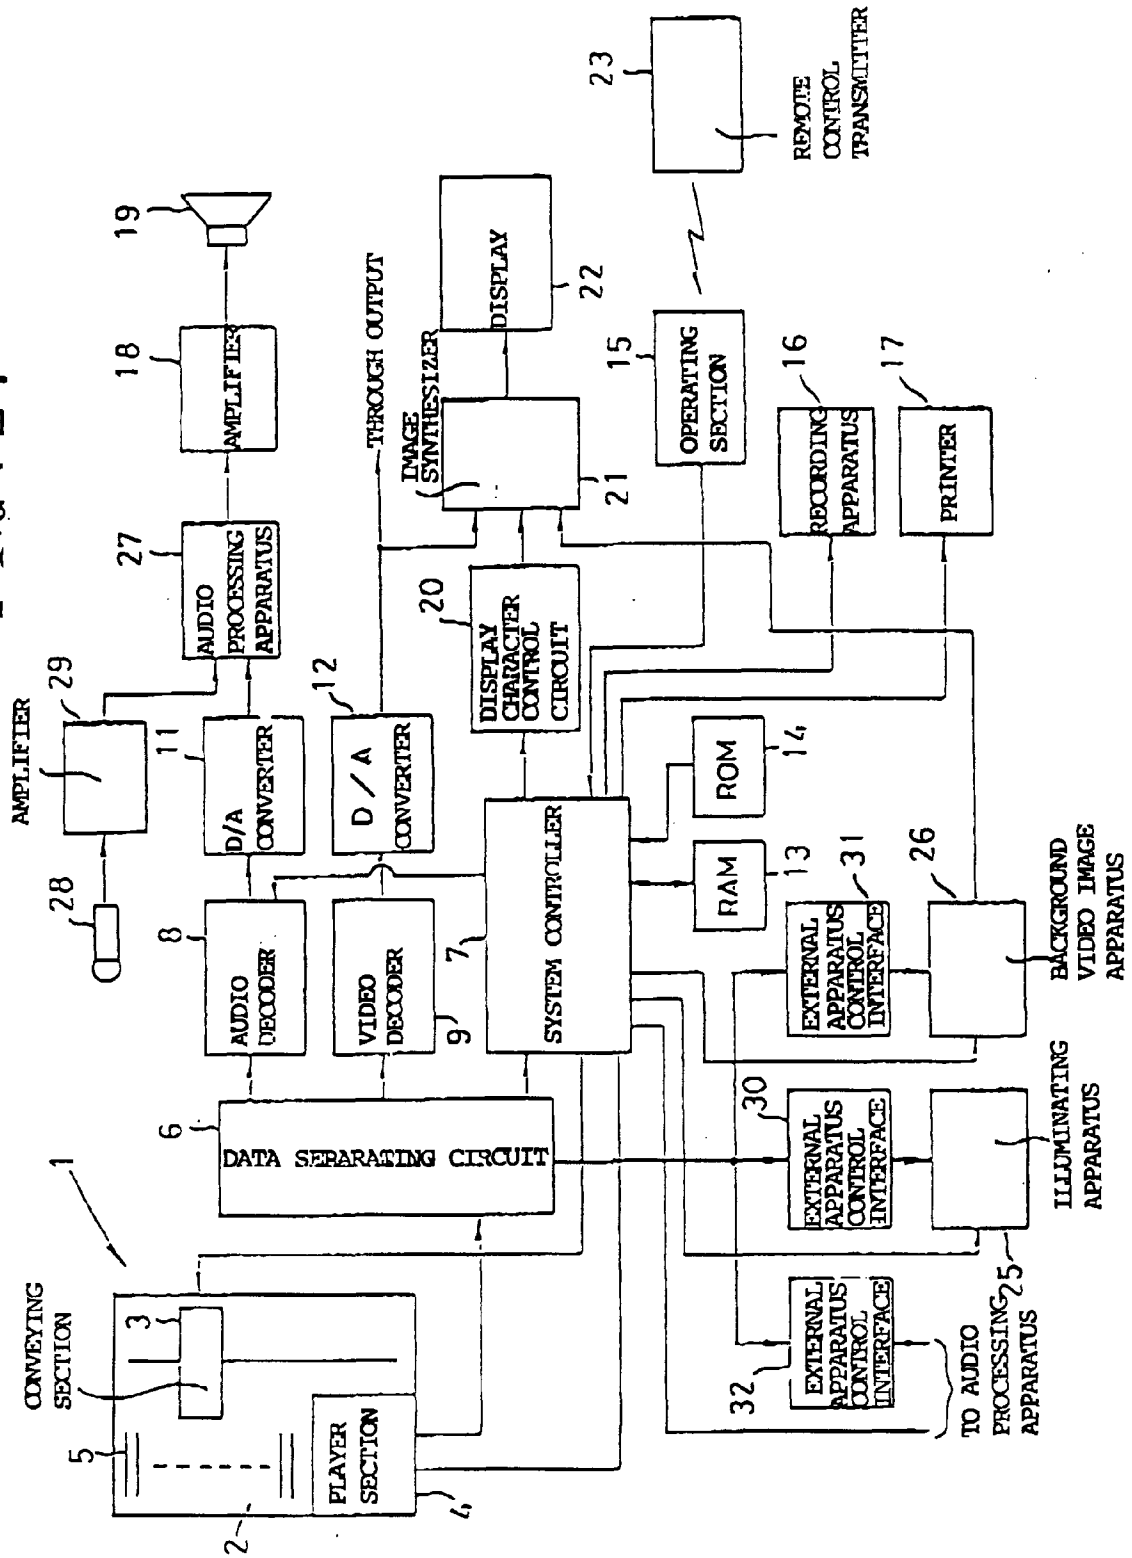 CONVEYING
SECTION
1
3
5
2
PLAYER
SECTION
4
6
DATA SEPARATING CIRCUIT
AMPLIFIER
28
29
8
AUDIO
DECODER
11
D/A
CONVERTER
27
AUDIO
PROCESSING
APPARATUS
18
AMPLIFIER
19
VIDEO
DECODER
9
12
D/A
CONVERTER
THROUGH OUTPUT
7
SYSTEM CONTROLLER
20
DISPLAY
CHARACTER
CONTROL
CIRCUIT
IMAGE
SYNTHESIZER
21
DISPLAY
22
15
OPERATING
SECTION
23
REMOTE
CONTROL
TRANSMITTER
RAM
13
ROM
14
RECORDING
APPARATUS
16
PRINTER
17
32
EXTERNAL
APPARATUS
CONTROL
INTERFACE
TO AUDIO
PROCESSING
APPARATUS
30
EXTERNAL
APPARATUS
CONTROL
INTERFACE
25
ILLUMINATING
APPARATUS
EXTERNAL
APPARATUS
CONTROL
INTERFACE
31
26
BACKGROUND
VIDEO IMAGE
APPARATUS